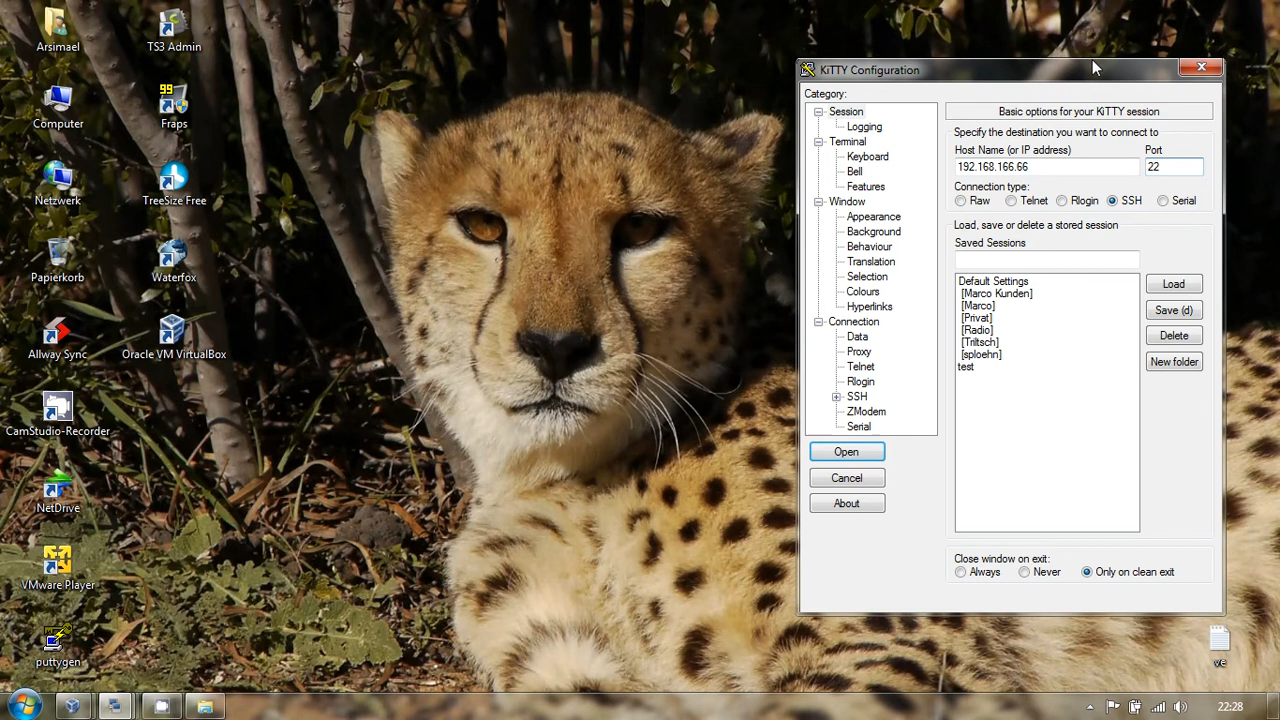 Arsimael
TS3 Admin
Computer
99
Fraps
Netzwerk
TreeSize Free
Papierkorb
Waterfox
Allway Sync
Oracle VM VirtualBox
CamStudio-Recorder
NetDrive
VMware Player
puttygen
KiTTY Configuration
Category:
Session
Logging
Terminal
Keyboard
Bell
Features
Window
Appearance
Background
Behaviour
Translation
Selection
Colours
Hyperlinks
Connection
Data
Proxy
Telnet
Rlogin
SSH
ZModem
Serial
Open
Cancel
About
Basic options for your KiTTY session
Specify the destination you want to connect to
Host Name (or IP address) Port
192.168.166.66 22
Connection type:
Raw Telnet Rlogin SSH Serial
Load, save or delete a stored session
Saved Sessions
Default Settings
[Marco Kunden]
[Marco]
[Privat]
[Radio]
[Triltsch]
[sploehn]
test
Load
Save (d)
Delete
New folder
Close window on exit:
Always Never Only on clean exit
ve
22:28